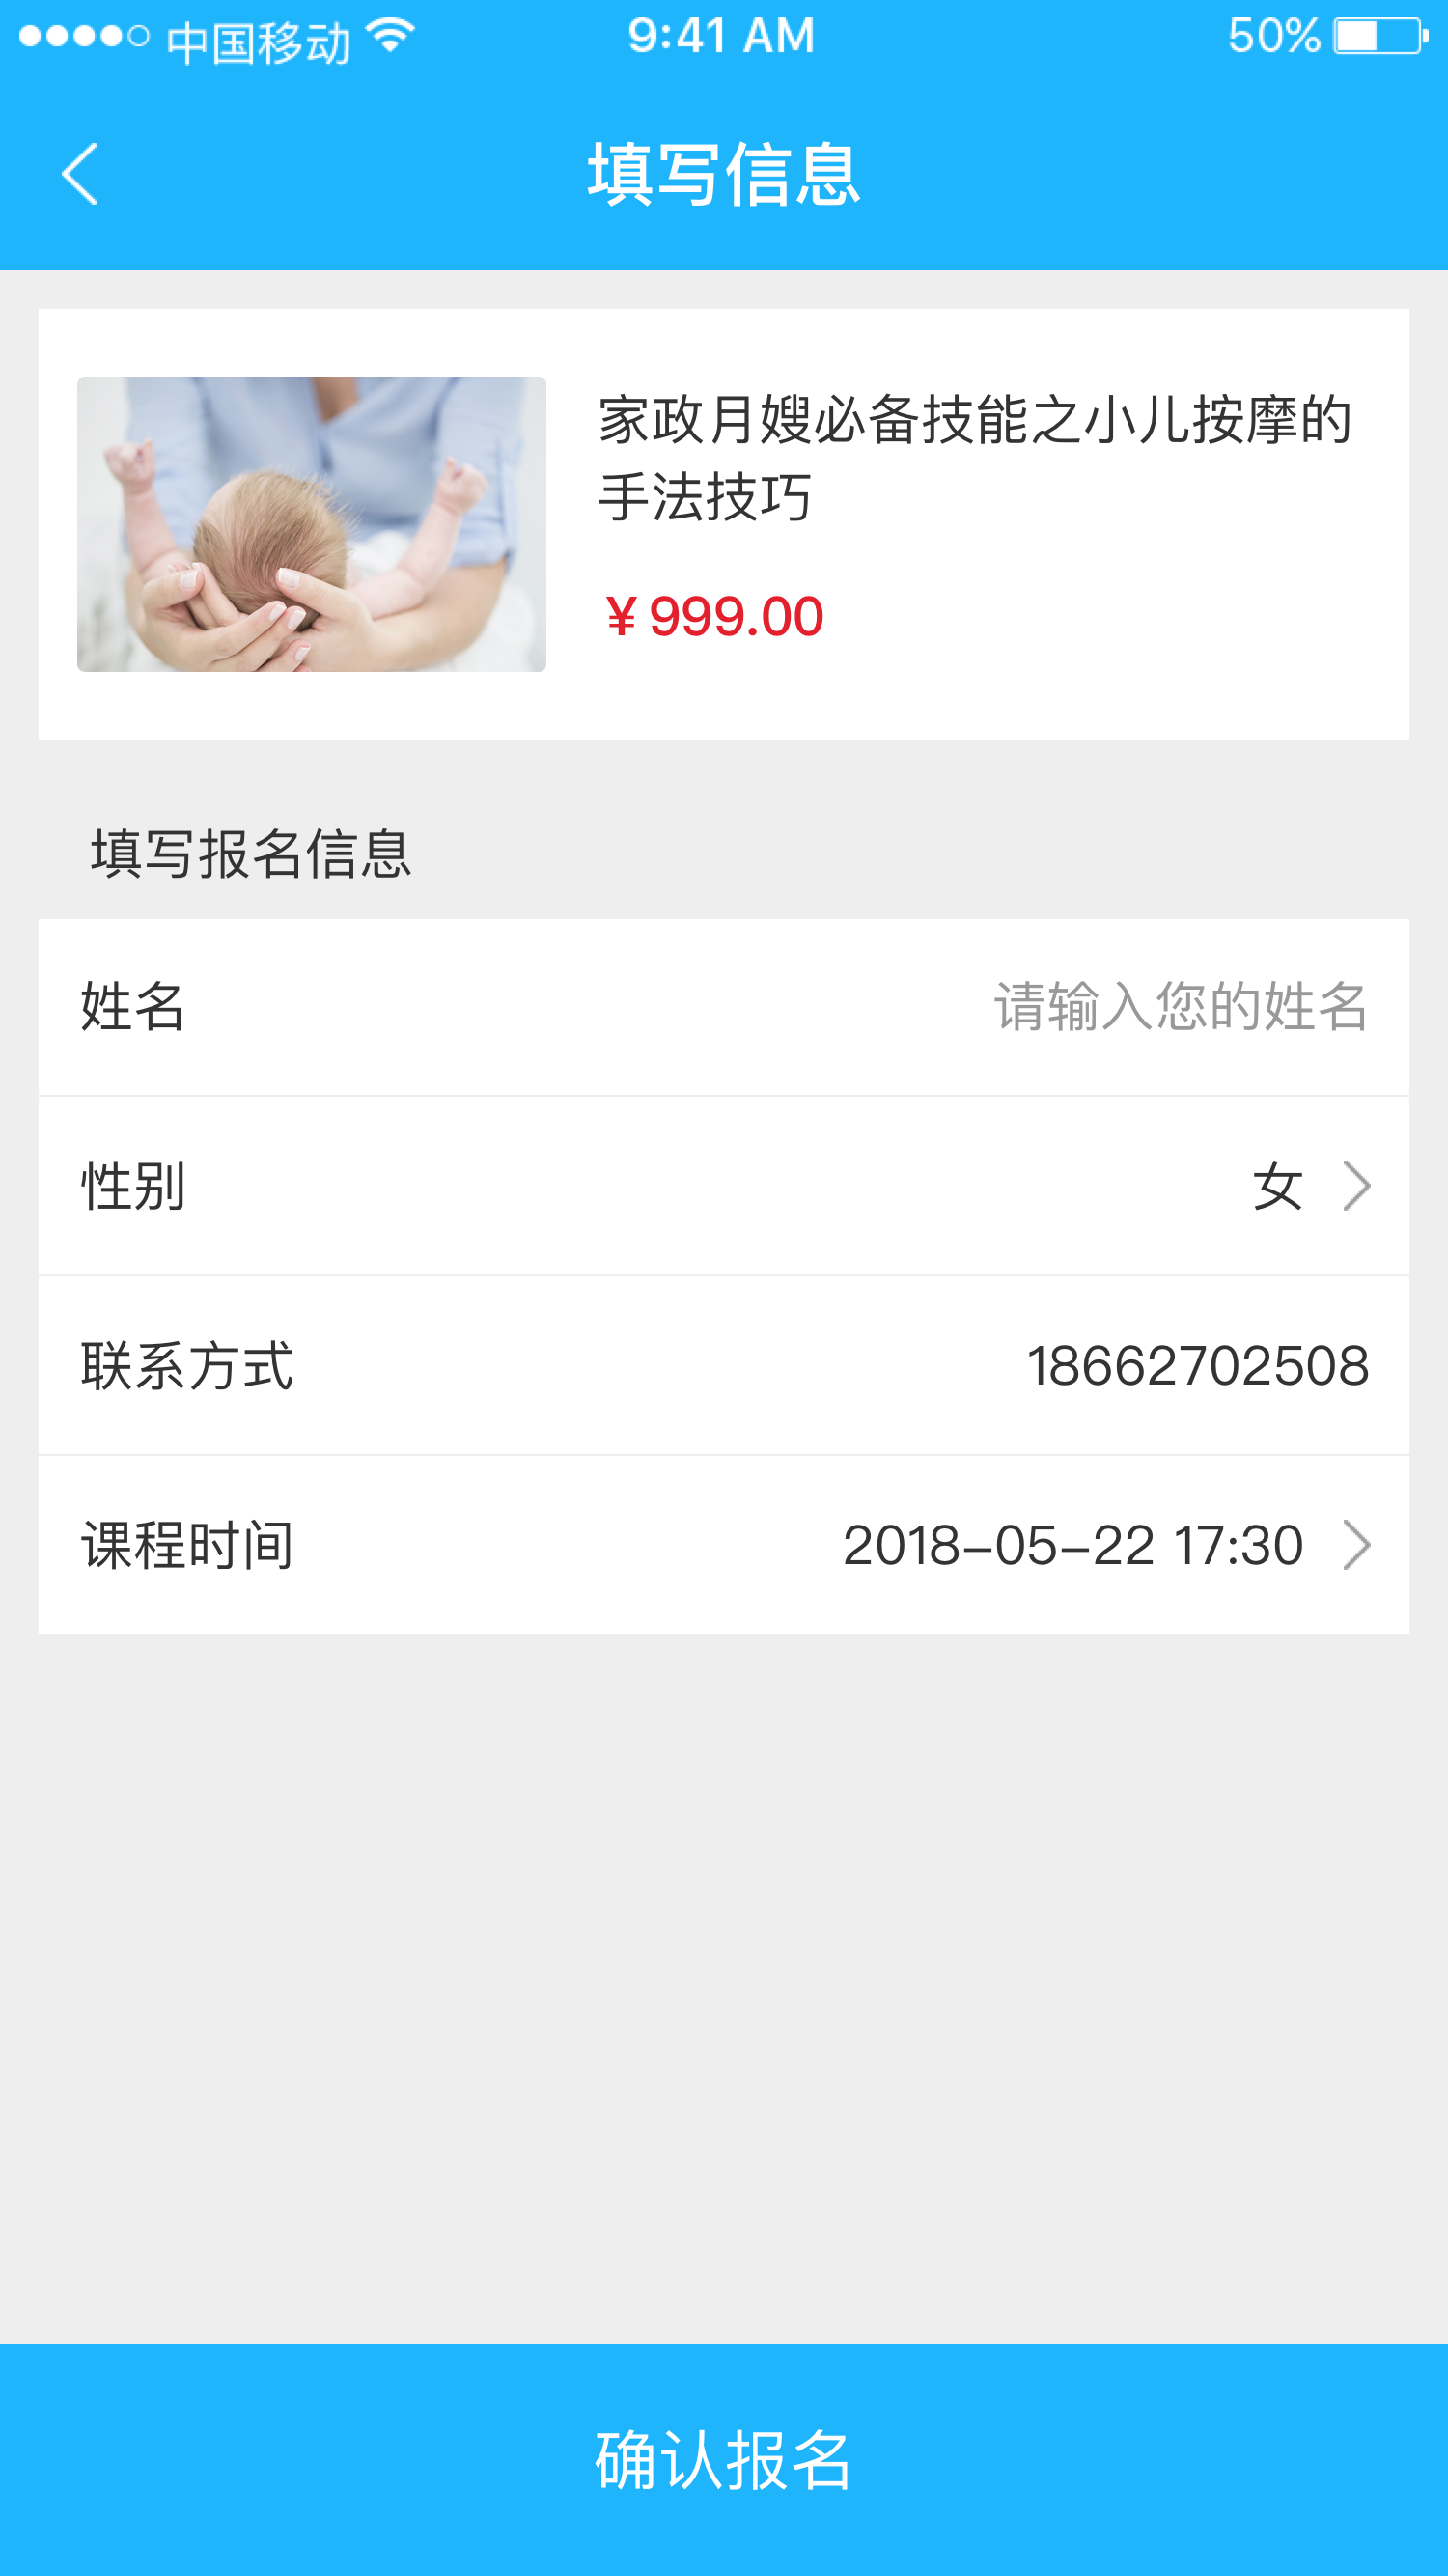 中国移动 9:41 AM 50%
填写信息
家政月嫂必备技能之小儿按摩的
手法技巧
¥999.00
填写报名信息
姓名 请输入您的姓名
性别 女
联系方式 18662702508
课程时间 2018-05-22 17:30
确认报名